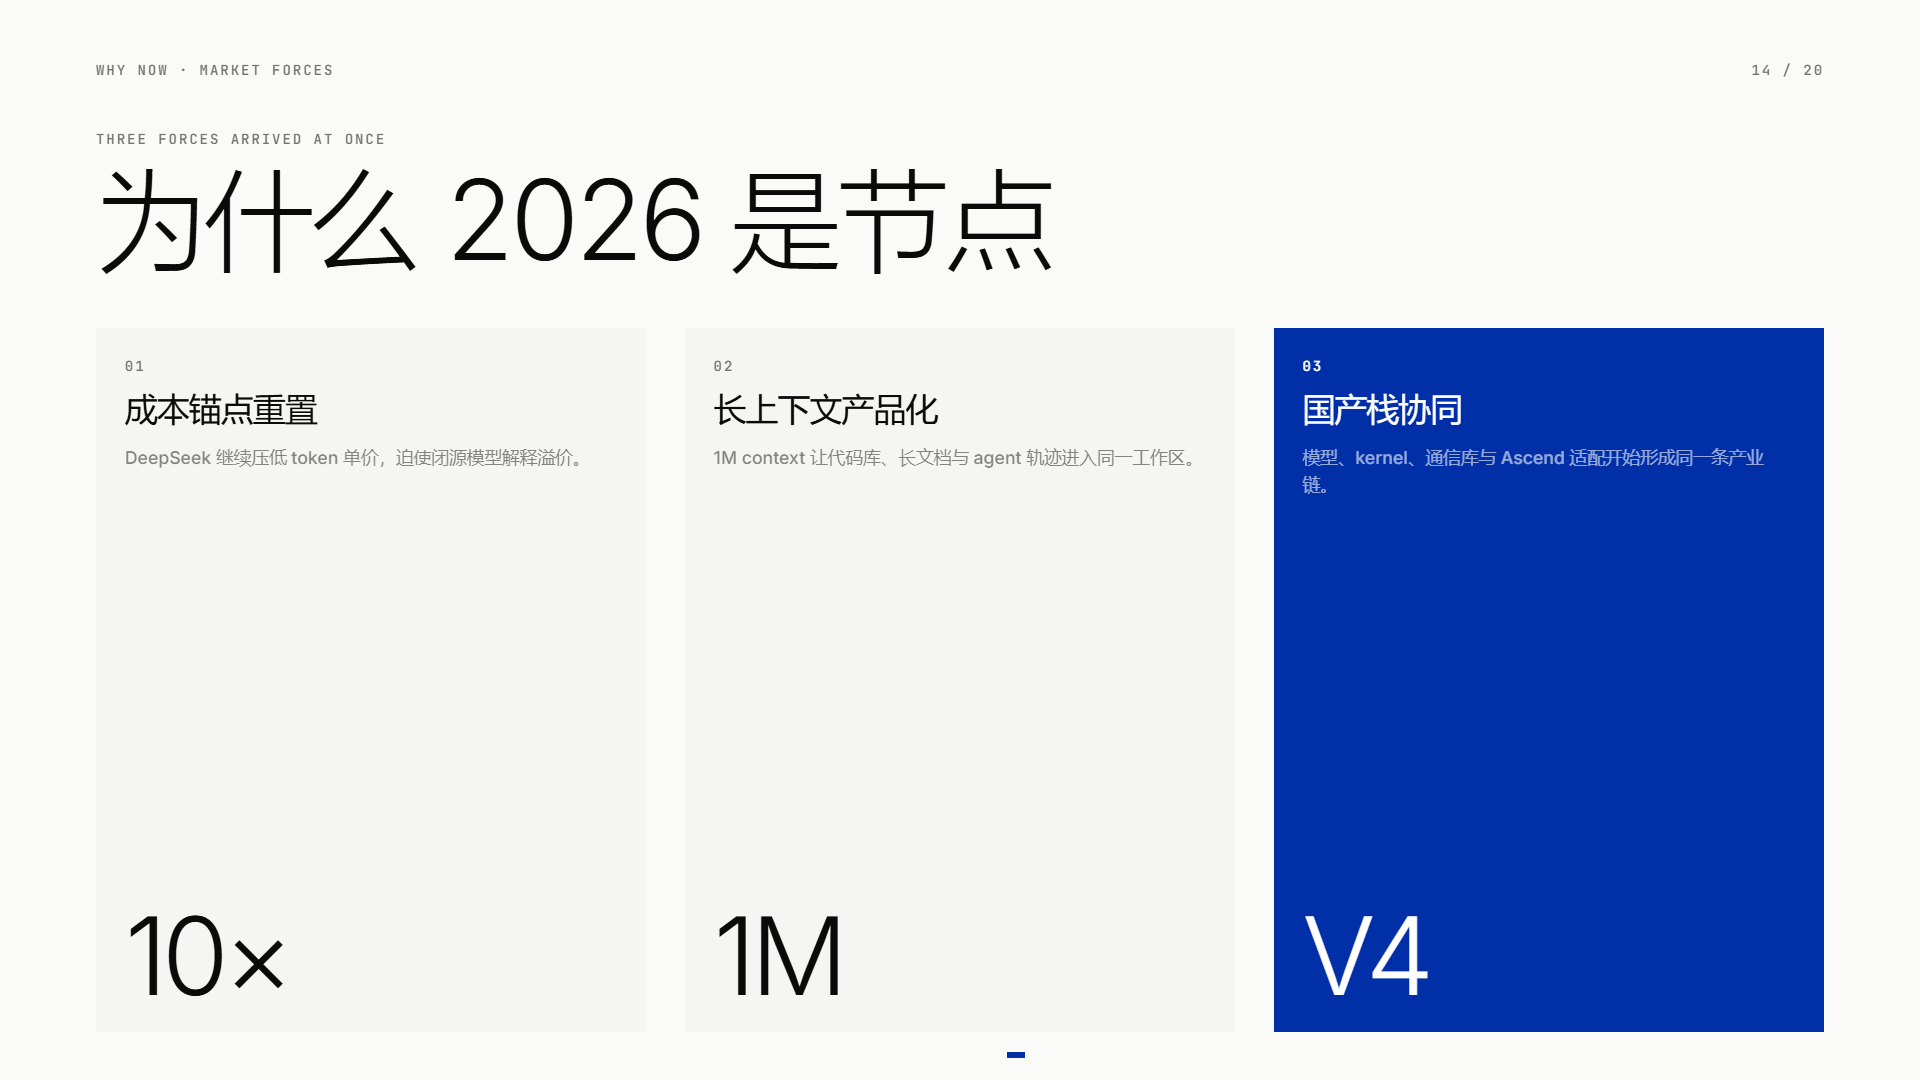 WHY NOW · MARKET FORCES
14 / 20
THREE FORCES ARRIVED AT ONCE
为什么 2026 是节点
01
成本锚点重置
DeepSeek 继续压低 token 单价，迫使闭源模型解释溢价。
10×
02
长上下文产品化
1M context 让代码库、长文档与 agent 轨迹进入同一工作区。
1M
03
国产栈协同
模型、kernel、通信库与 Ascend 适配开始形成同一条产业
链。
V4